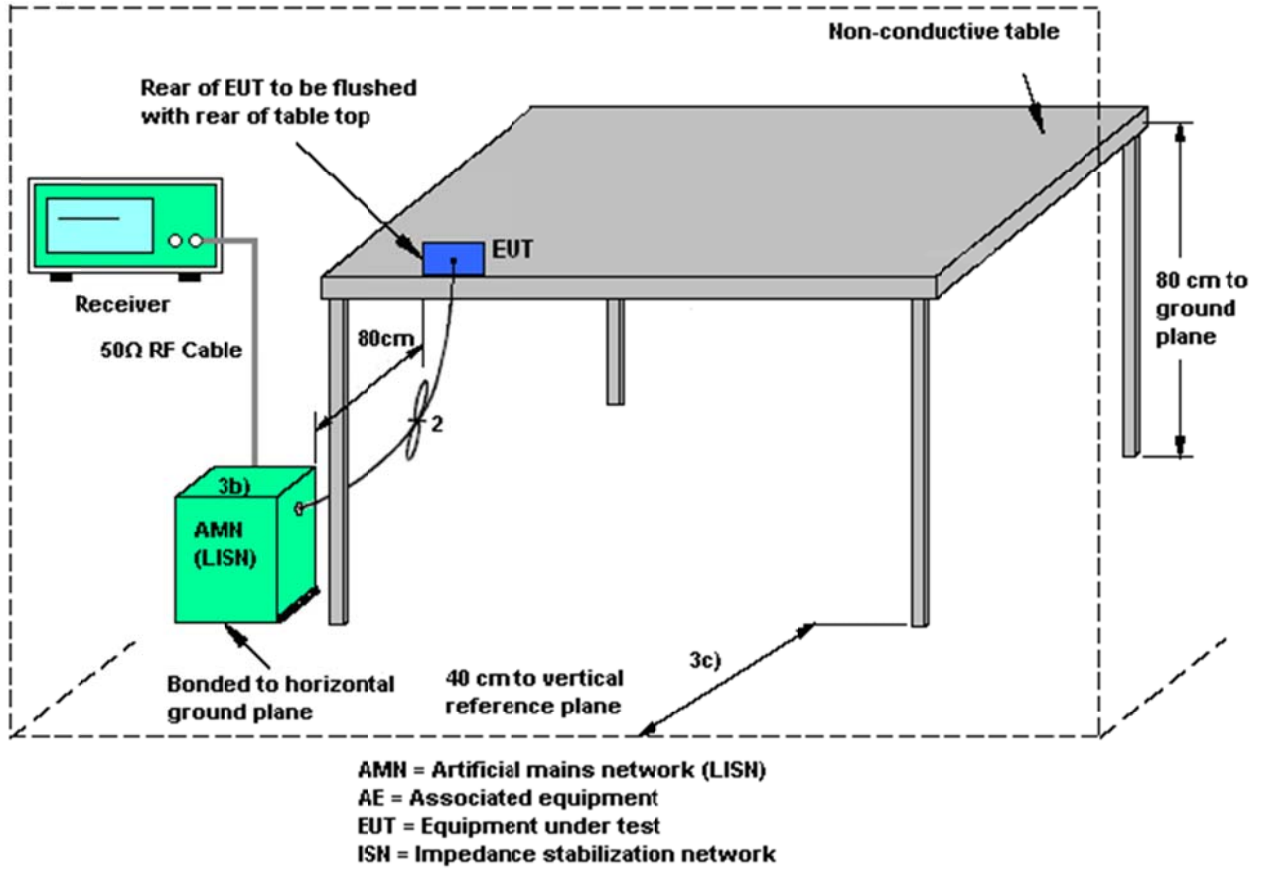 Non-conductive table
Rear of EUT to be flushed
with rear of table top
EUT
Receiver
50Ω RF Cable
80cm
80 cm to
ground
plane
2
3b)
AMN
(LISN)
3c)
Bonded to horizontal
ground plane
40 cm to vertical
reference plane
AMN = Artificial mains network (LISN)
AE = Associated equipment
EUT = Equipment under test
ISN = Impedance stabilization network